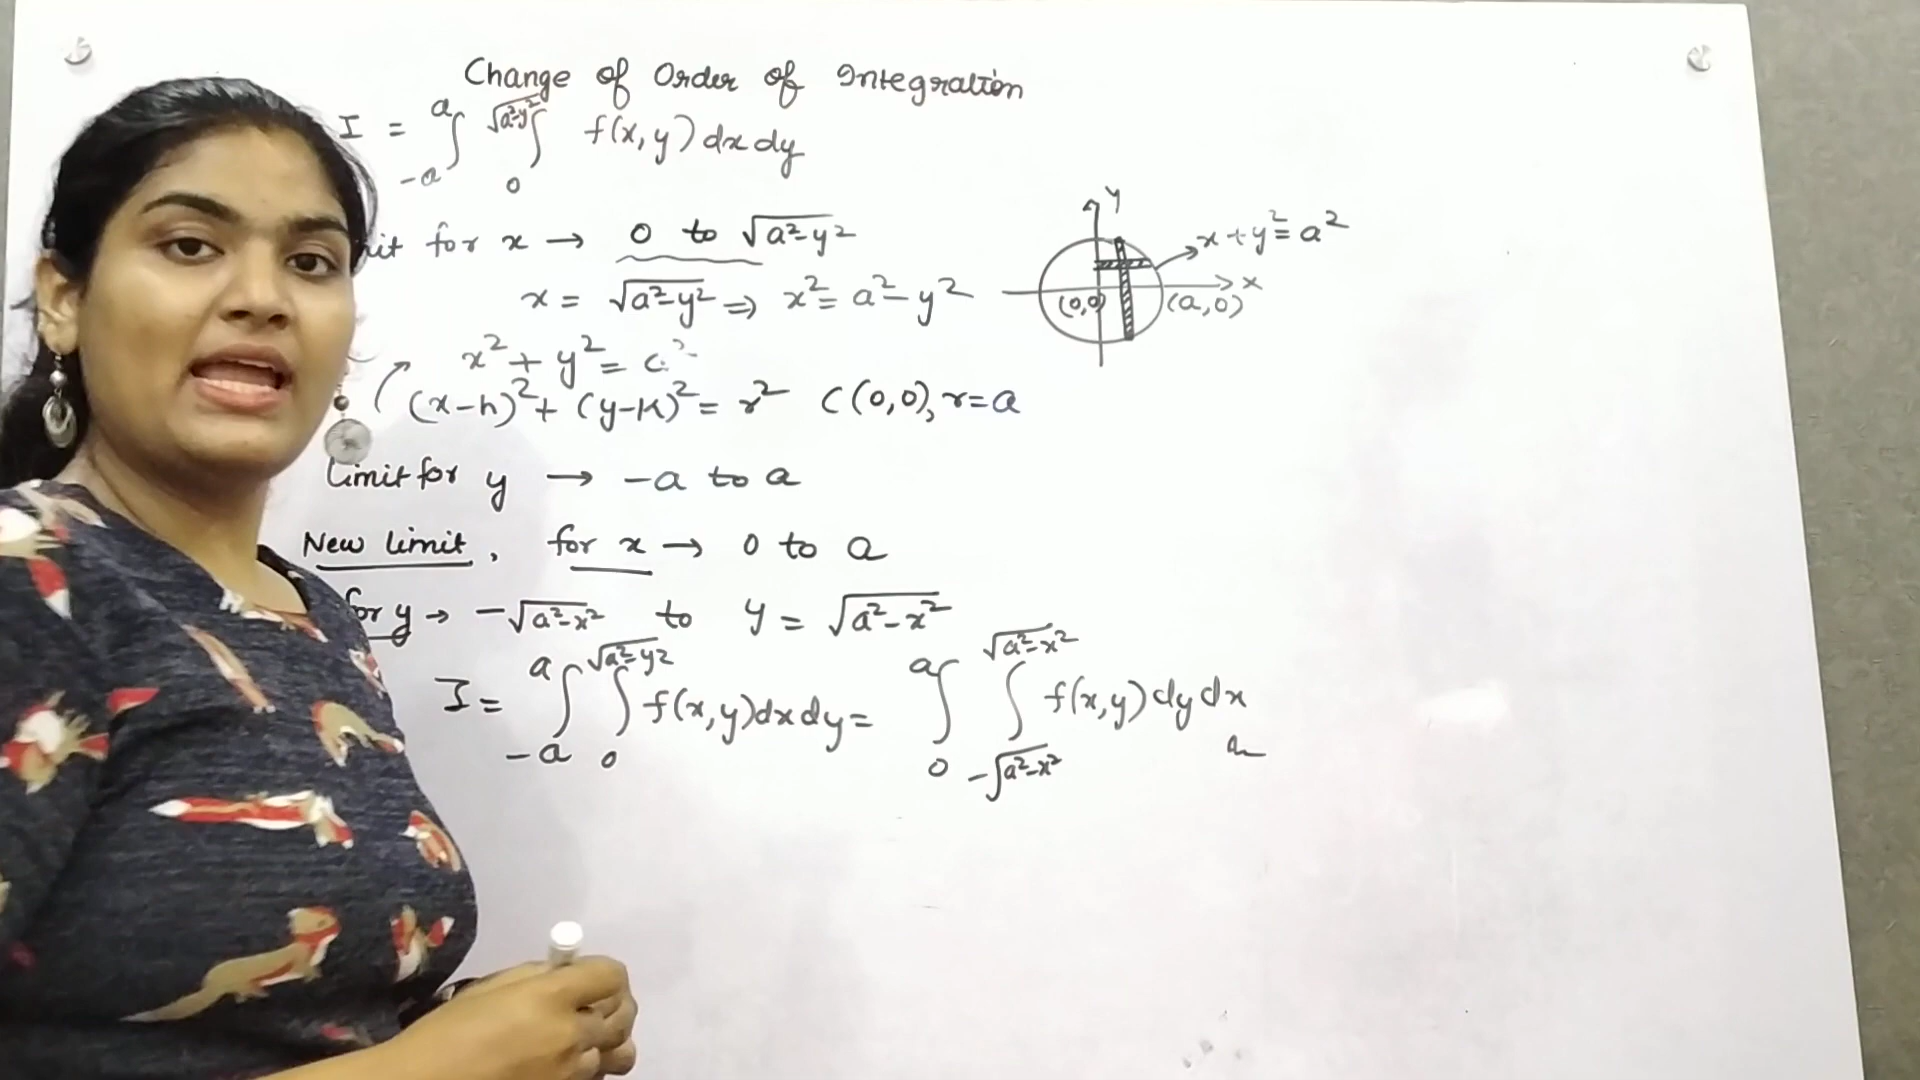 Change of Order of Integration
I = ᵃ∫₋ₐ ^√(a²-y²)∫₀ f(x,y) dx dy
for x → 0 to √(a²-y²)
x = √(a²-y²) ⇒ x² = a² - y²
x² + y² =
(x-h)² + (y-k)² = r² C(0,0), r=a
Limit for y → -a to a
New limit, for x → 0 to a
for y → -√(a²-x²) to y = √(a²-x²)
I = ᵃ∫₋ₐ ^√(a²-y²)∫₀ f(x,y)dx dy = ᵃ∫₀ ^√(a²-x²)∫_-√(a²-x²) f(x,y) dy dx
Y
x + y² = a²
X
(0,0) (a,0)